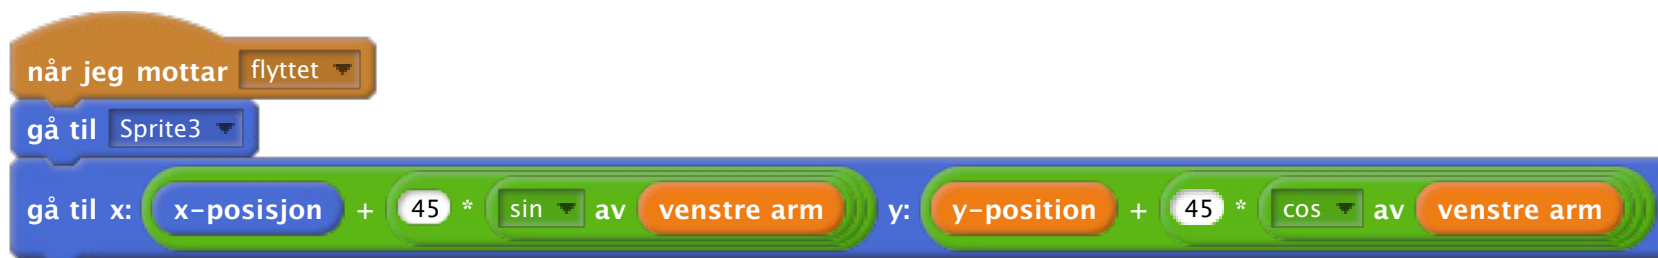 når jeg mottar flyttet
gå til Sprite3
gå til x: x-posisjon + 45 * sin av venstre arm y: y-position + 45 * cos av venstre arm